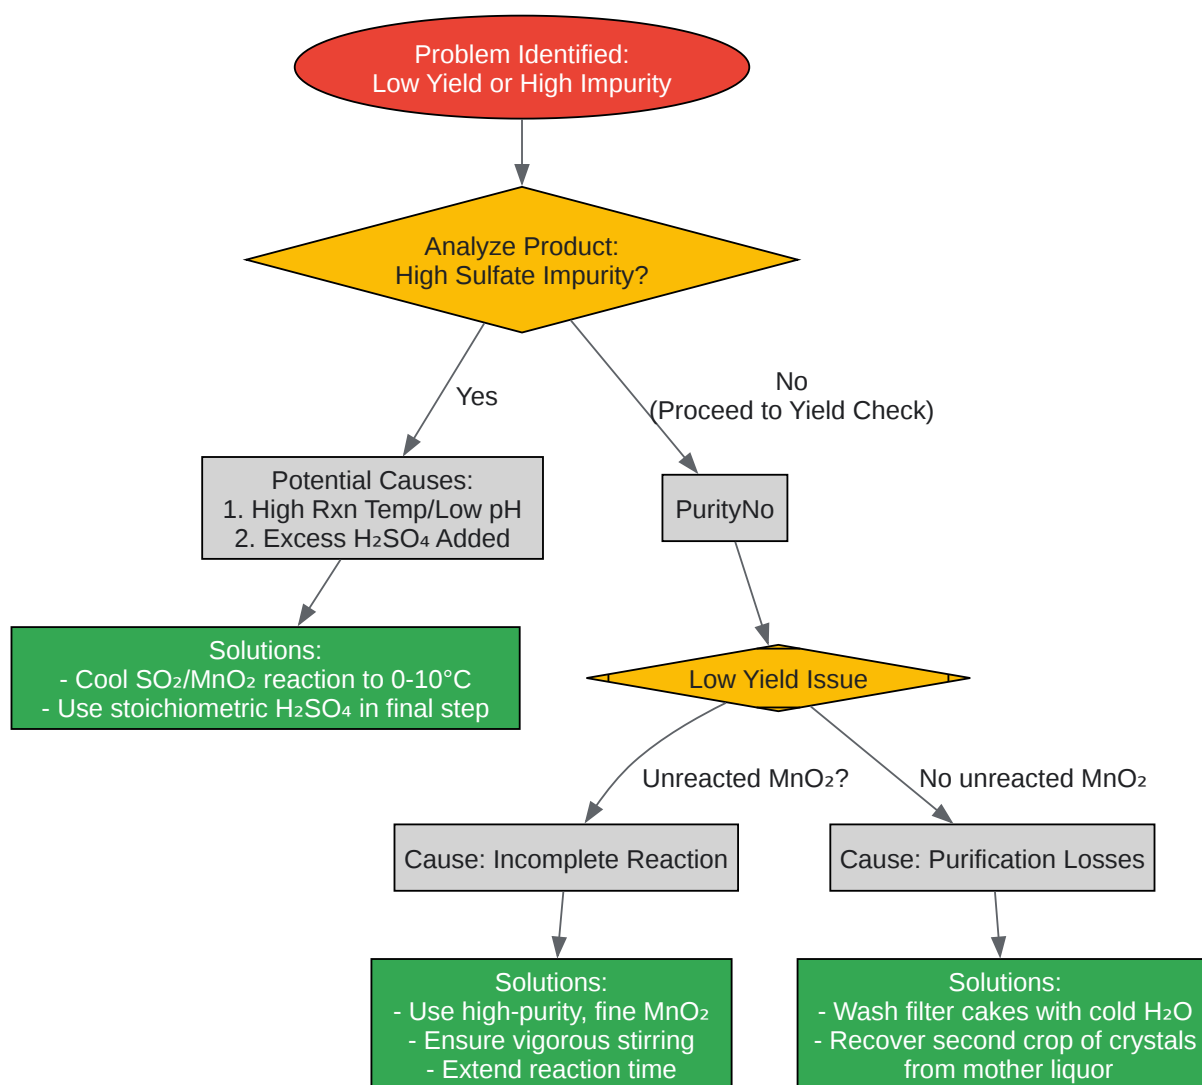 Problem Identified:
Low Yield or High Impurity
Analyze Product:
High Sulfate Impurity?
Yes
No
(Proceed to Yield Check)
Potential Causes:
1. High Rxn Temp/Low pH
2. Excess H₂SO₄ Added
PurityNo
Solutions:
- Cool SO₂/MnO₂ reaction to 0-10°C
- Use stoichiometric H₂SO₄ in final step
Low Yield Issue
Unreacted MnO₂?
No unreacted MnO₂
Cause: Incomplete Reaction
Cause: Purification Losses
Solutions:
- Use high-purity, fine MnO₂
- Ensure vigorous stirring
- Extend reaction time
Solutions:
- Wash filter cakes with cold H₂O
- Recover second crop of crystals
from mother liquor